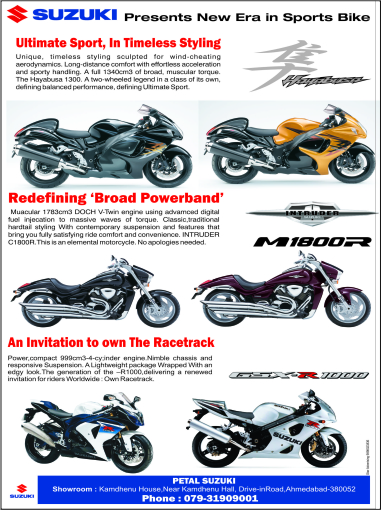 SUZUKI Presents New Era in Sports Bike
Ultimate Sport, In Timeless Styling
Unique, timeless styling sculpted for wind-cheating
aerodynamics. Long-distance comfort with effortless acceleration
and sporty handling. A full 1340cm3 of broad, muscular torque.
The Hayabusa 1300. A two-wheeled legend in a class of its own,
defining balanced performance, defining Ultimate Sport.
隼
Hayabusa
Redefining ‘Broad Powerband’
Muacular 1783cm3 DOCH V-Twin engine using advamced digital
fuel injecation to massive waves of torque. Classic,traditional
hardtail styling With contemporary suspension and features that
bring you fully satisfying ride comfort and convenience. INTRUDER
C1800R.This is an elemental motorcycle. No apologies needed.
INTRUDER
M1800R
An Invitation to own The Racetrack
Power,compact 999cm3-4-cy;inder engine.Nimble chassis and
responsive Suspension. A Lightweight package Wrapped With an
edgy look.The generation of the –R1000,delivering a renewed
invitation for riders Worldwide : Own Racetrack.
GSX-R1000
SUZUKI
PETAL SUZUKI
Showroom : Kamdhenu House,Near Kamdhenu Hall, Drive-inRoad,Ahmedabad-380052
Phone : 079-31909001